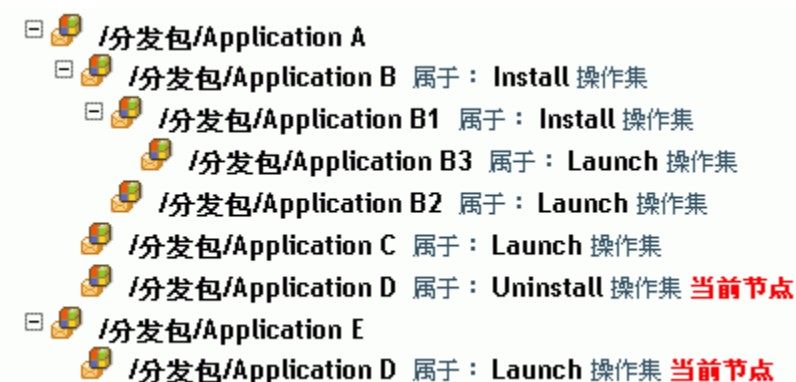 /分发包/Application A
/分发包/Application B 属于： Install 操作集
/分发包/Application B1 属于： Install 操作集
/分发包/Application B3 属于： Launch 操作集
/分发包/Application B2 属于： Launch 操作集
/分发包/Application C 属于： Launch 操作集
/分发包/Application D 属于： Uninstall 操作集 当前节点
/分发包/Application E
/分发包/Application D 属于： Launch 操作集 当前节点